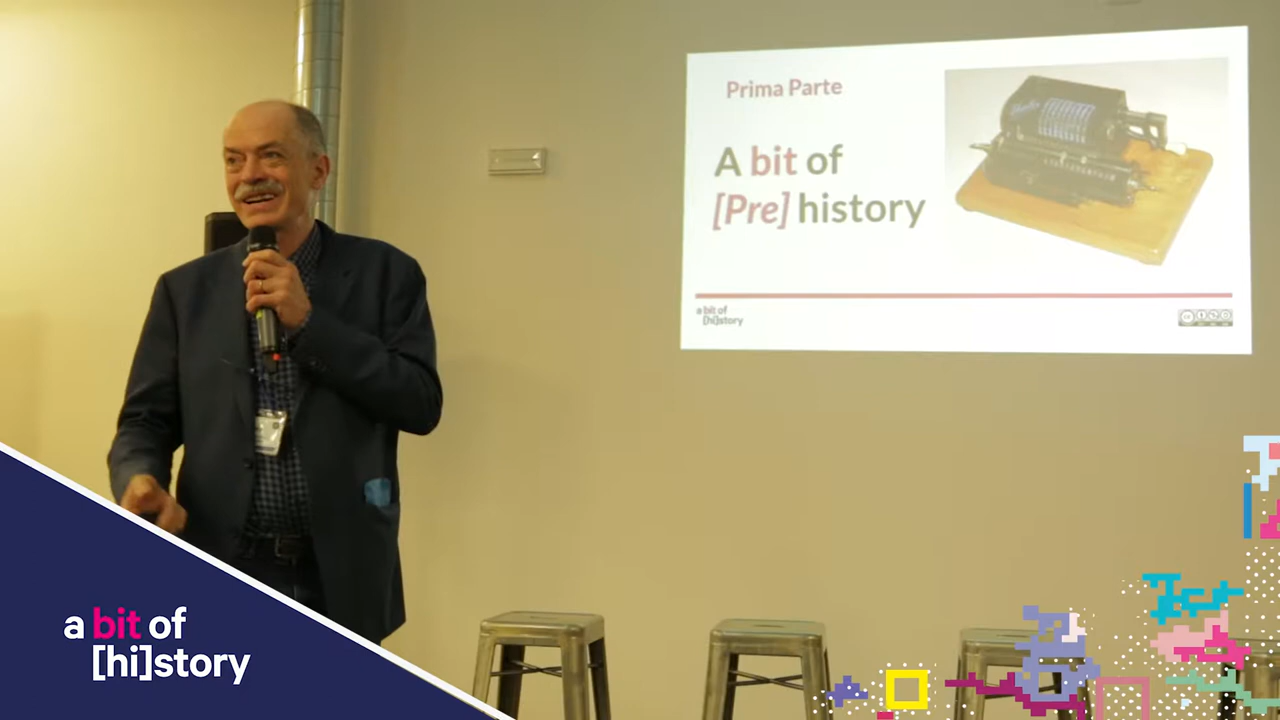 Prima Parte
A bit of
[Pre] history
a bit of
[hi]story
a bit of
[hi]story